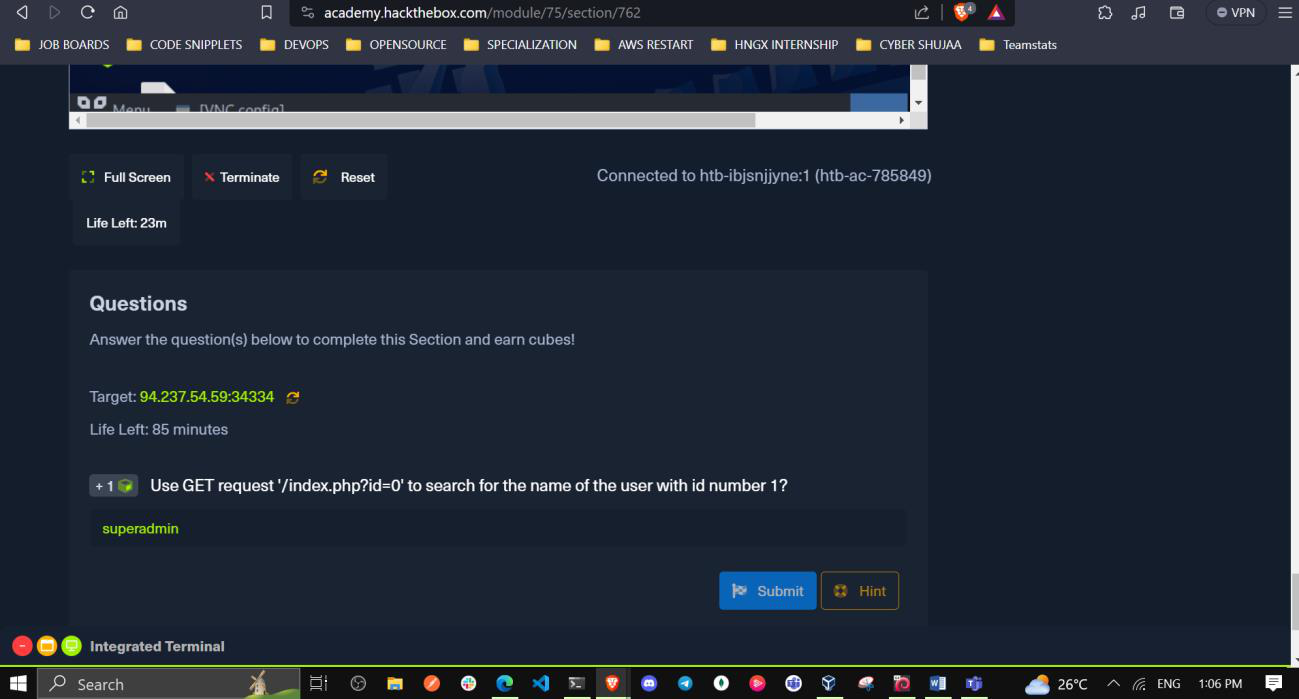 academy.hackthebox.com/module/75/section/762
4
VPN
JOB BOARDS CODE SNIPPLETS DEVOPS OPENSOURCE SPECIALIZATION AWS RESTART HNGX INTERNSHIP CYBER SHUJAA Teamstats
Menu [VNC config]
Full Screen Terminate Reset Connected to htb-ibjsnjjyne:1 (htb-ac-785849)
Life Left: 23m
Questions
Answer the question(s) below to complete this Section and earn cubes!
Target: 94.237.54.59:34334
Life Left: 85 minutes
+ 1 Use GET request '/index.php?id=0' to search for the name of the user with id number 1?
superadmin
Submit Hint
Integrated Terminal
Search 26°C ENG 1:06 PM